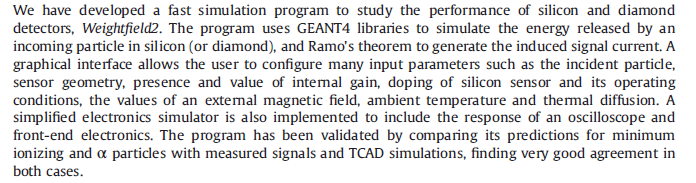 We have developed a fast simulation program to study the performance of silicon and diamond
detectors, Weightfield2. The program uses GEANT4 libraries to simulate the energy released by an
incoming particle in silicon (or diamond), and Ramo's theorem to generate the induced signal current. A
graphical interface allows the user to configure many input parameters such as the incident particle,
sensor geometry, presence and value of internal gain, doping of silicon sensor and its operating
conditions, the values of an external magnetic field, ambient temperature and thermal diffusion. A
simplified electronics simulator is also implemented to include the response of an oscilloscope and
front-end electronics. The program has been validated by comparing its predictions for minimum
ionizing and α particles with measured signals and TCAD simulations, finding very good agreement in
both cases.